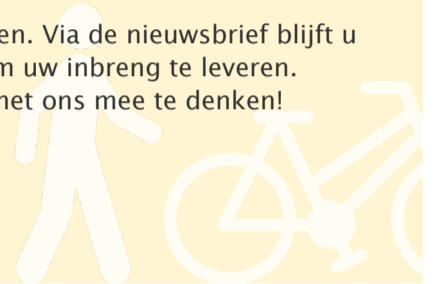 en. Via de nieuwsbrief blijft u
m uw inbreng te leveren.
met ons mee te denken!